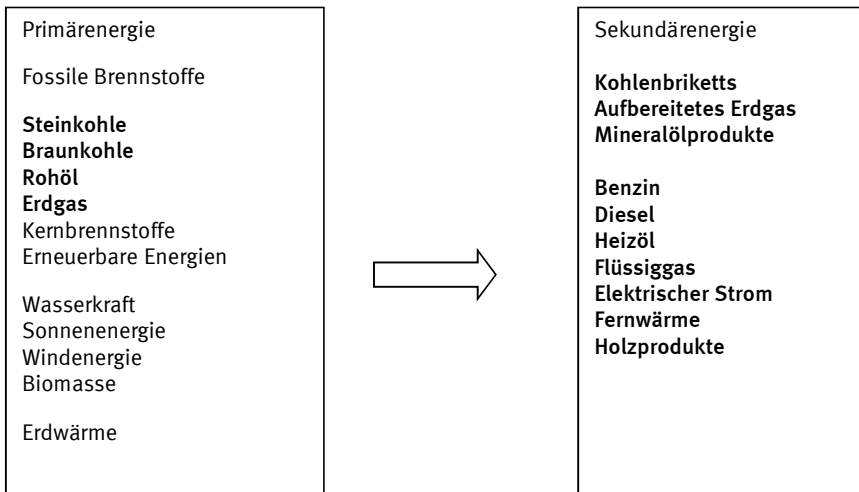 Primärenergie
Fossile Brennstoffe
Steinkohle
Braunkohle
Rohöl
Erdgas
Kernbrennstoffe
Erneuerbare Energien
Wasserkraft
Sonnenenergie
Windenergie
Biomasse
Erdwärme
Sekundärenergie
Kohlenbriketts
Aufbereitetes Erdgas
Mineralölprodukte
Benzin
Diesel
Heizöl
Flüssiggas
Elektrischer Strom
Fernwärme
Holzprodukte